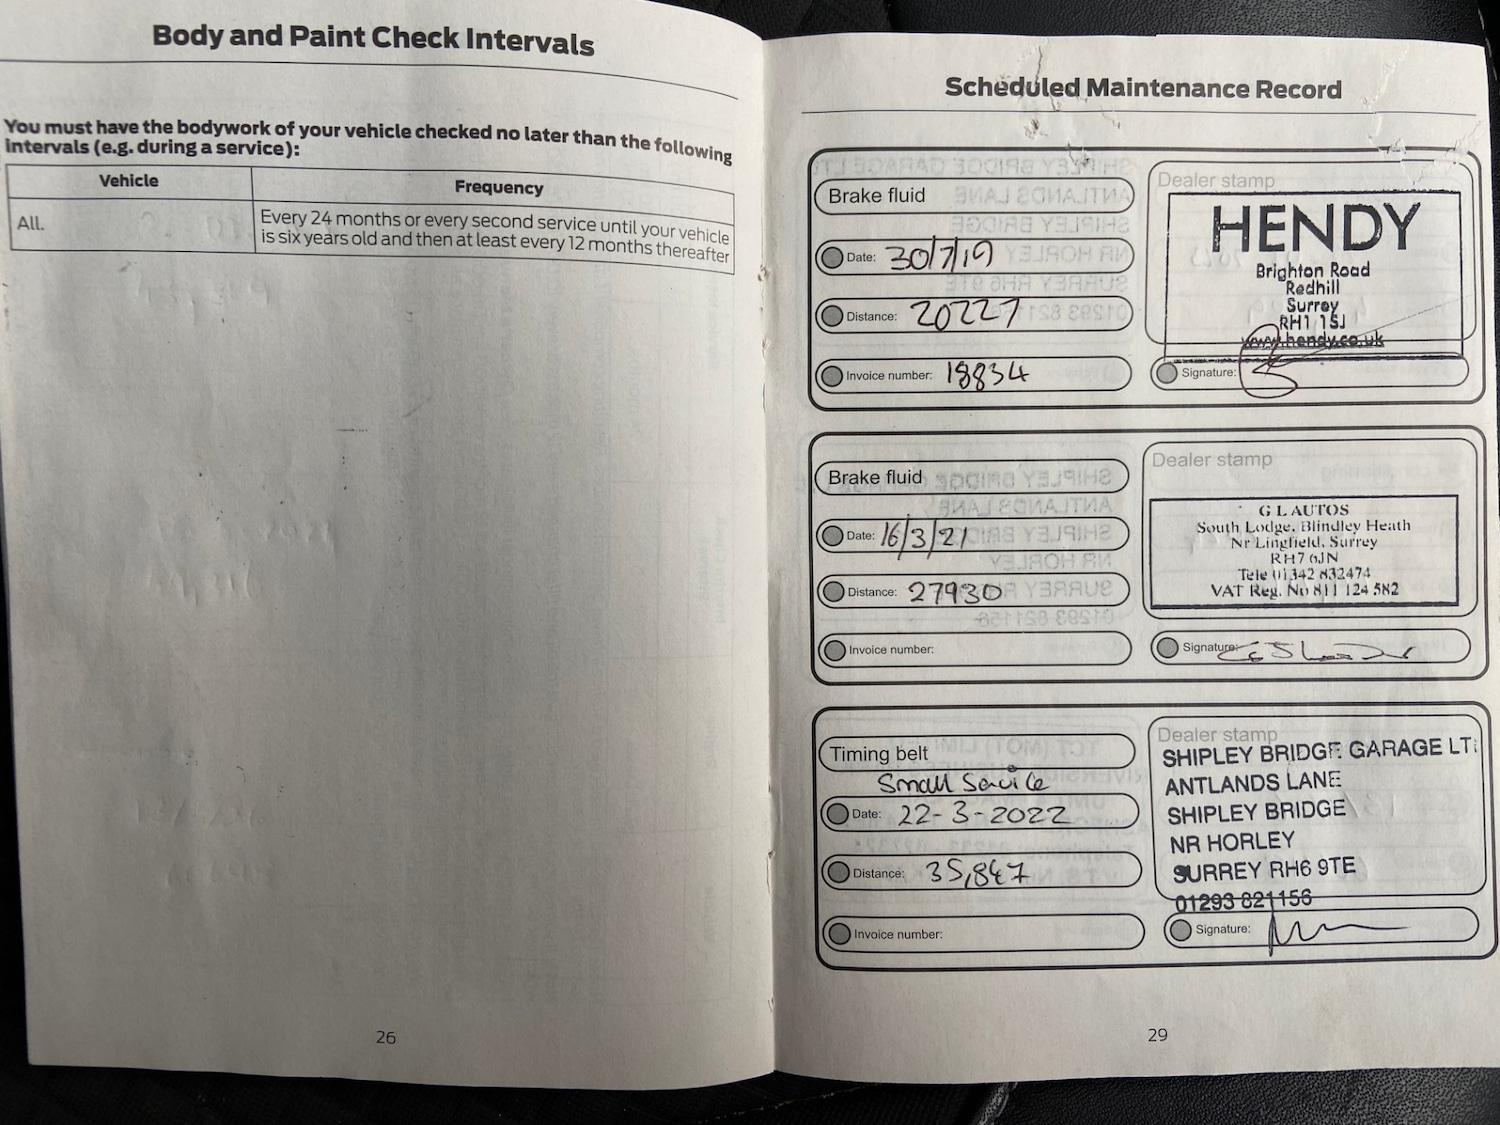 Body and Paint Check Intervals
You must have the bodywork of your vehicle checked no later than the following
intervals (e.g. during a service):
Vehicle
Frequency
All.
Every 24 months or every second service until your vehicle
is six years old and then at least every 12 months thereafter
26
Scheduled Maintenance Record
Brake fluid
Date: 30/7/19
Distance: 20227
Invoice number: 18834
Dealer stamp
HENDY
Brighton Road
Redhill
Surrey
RH1 1SJ
www.hendy.co.uk
Signature:
Brake fluid
Date: 16/3/21
Distance: 27930
Invoice number:
Dealer stamp
G L AUTOS
South Lodge, Blindley Heath
Nr Lingfield, Surrey
RH7 6JN
Tele 01342 832474
VAT Reg. No 811 124 582
Signature:
Timing belt
Small Service
Date: 22-3-2022
Distance: 35,847
Invoice number:
Dealer stamp
SHIPLEY BRIDGE GARAGE LT
ANTLANDS LANE
SHIPLEY BRIDGE
NR HORLEY
SURREY RH6 9TE
01293 821156
Signature:
29